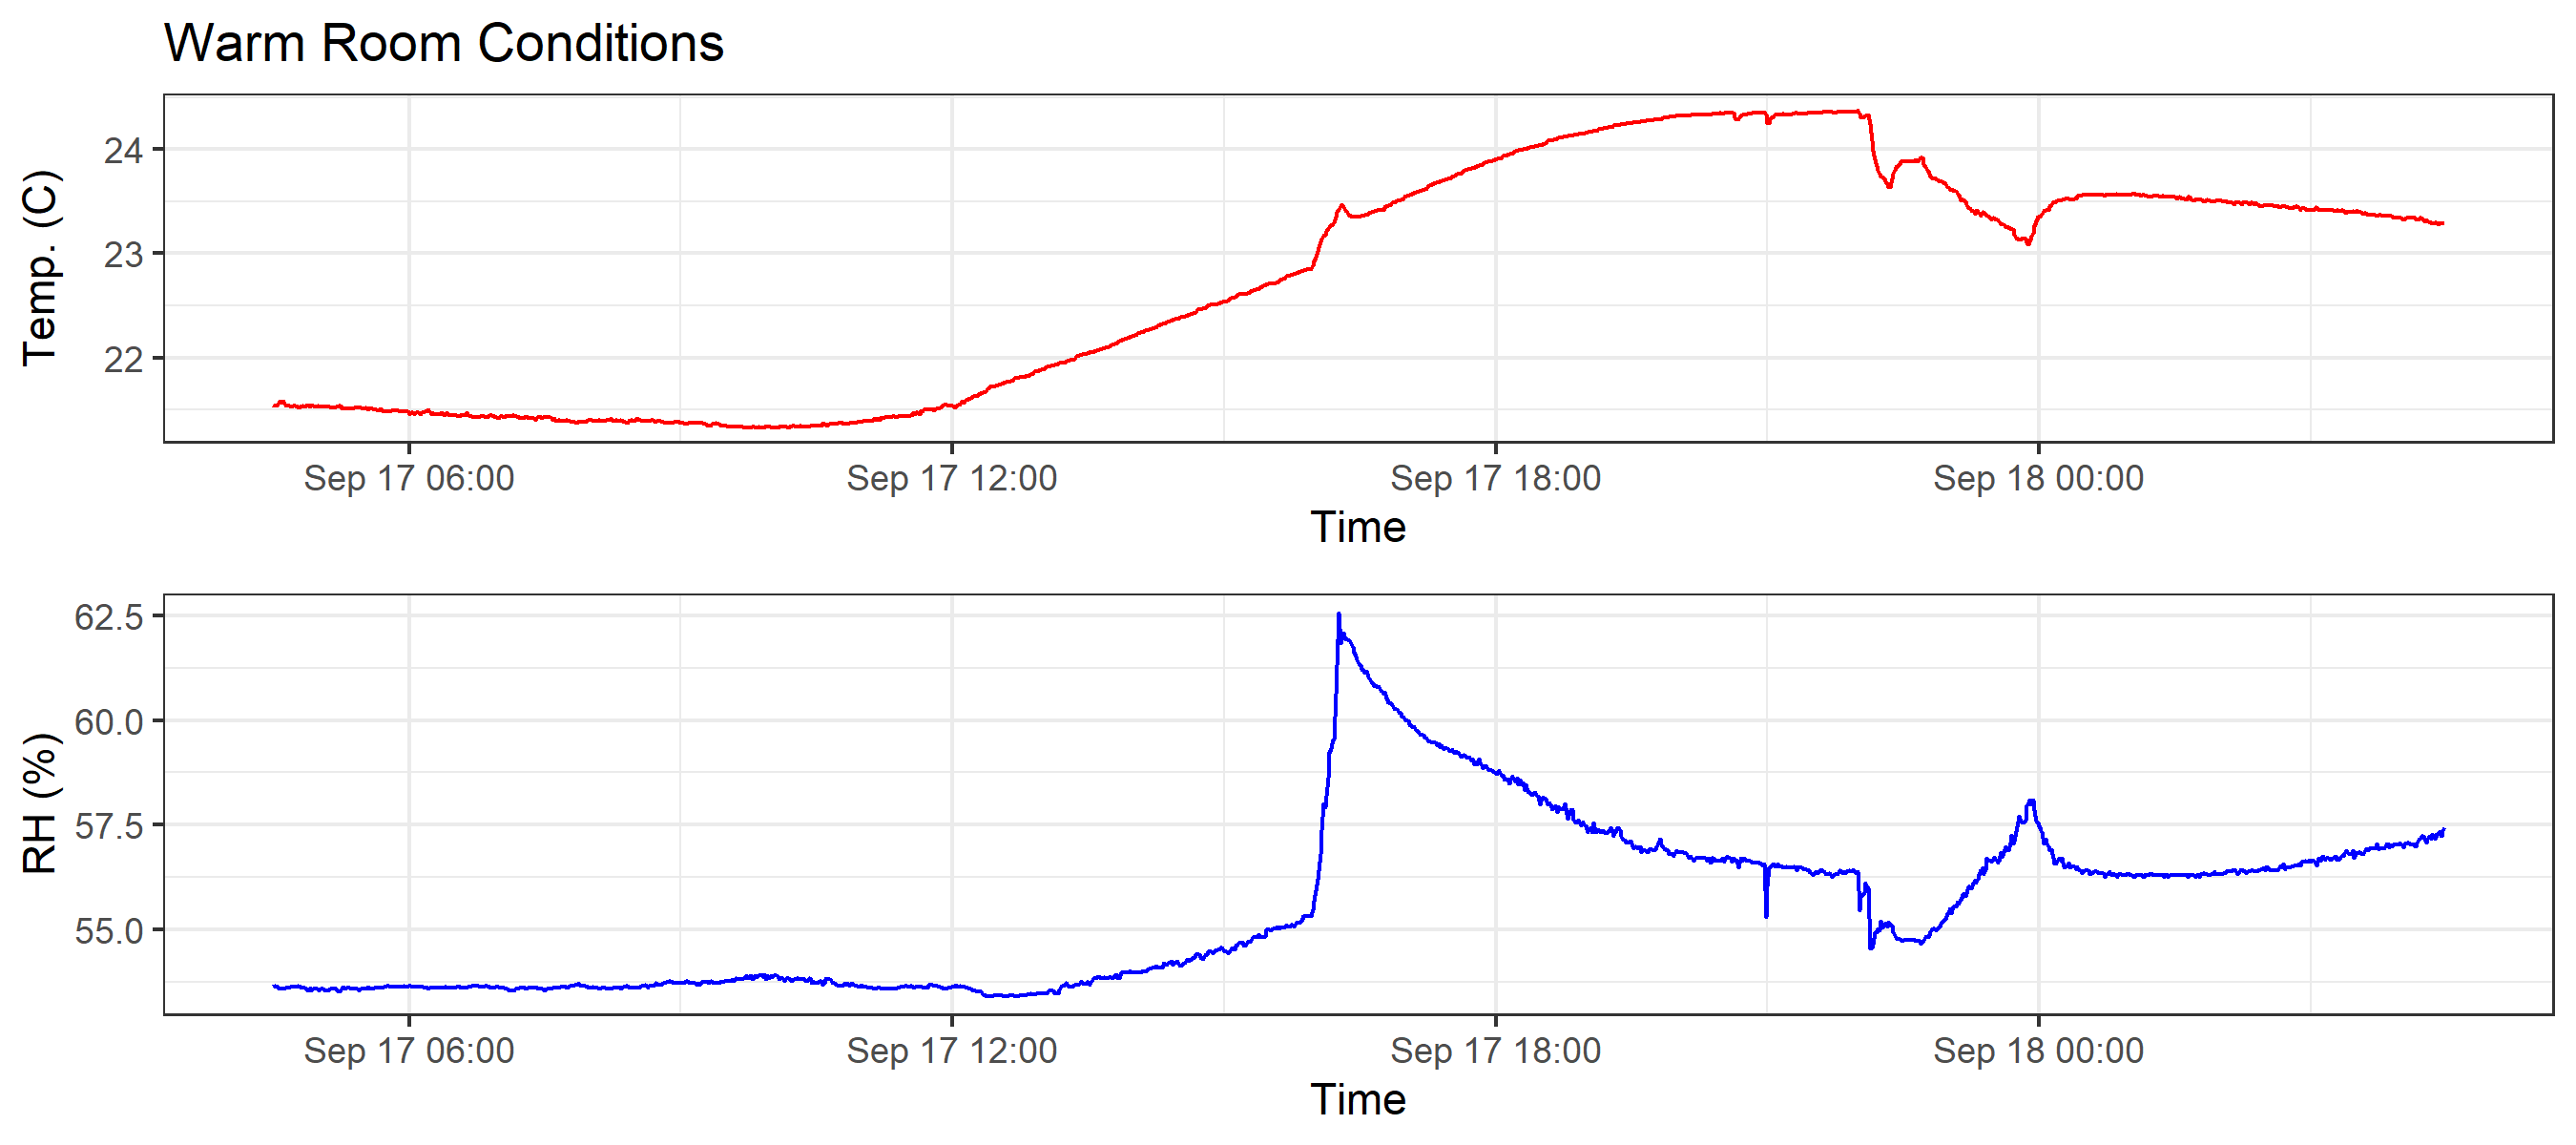 Warm Room Conditions
Temp. (C)
24
23
22
Sep 17 06:00 Sep 17 12:00 Sep 17 18:00 Sep 18 00:00
Time
RH (%)
62.5
60.0
57.5
55.0
Sep 17 06:00 Sep 17 12:00 Sep 17 18:00 Sep 18 00:00
Time